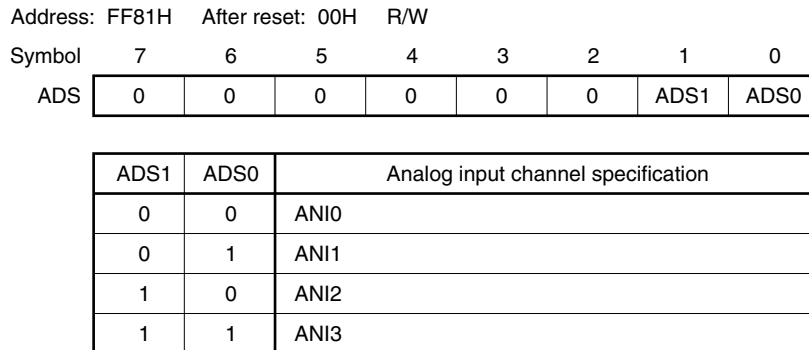 Address: FF81H After reset: 00H R/W
Symbol 7 6 5 4 3 2 1 0
ADS 0 0 0 0 0 0 ADS1 ADS0
ADS1 ADS0 Analog input channel specification
0 0 ANI0
0 1 ANI1
1 0 ANI2
1 1 ANI3